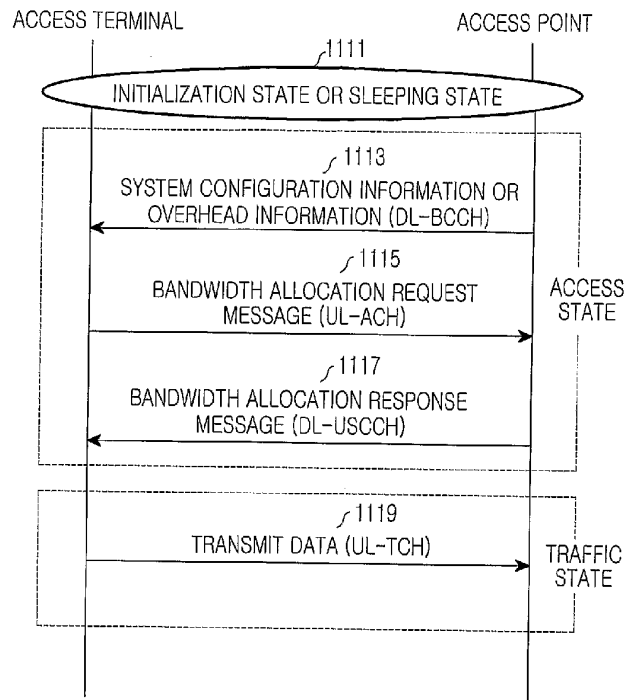 ACCESS TERMINAL
ACCESS POINT
1111
INITIALIZATION STATE OR SLEEPING STATE
1113
SYSTEM CONFIGURATION INFORMATION OR
OVERHEAD INFORMATION (DL-BCCH)
1115
BANDWIDTH ALLOCATION REQUEST
MESSAGE (UL-ACH)
ACCESS
STATE
1117
BANDWIDTH ALLOCATION RESPONSE
MESSAGE (DL-USCCH)
1119
TRANSMIT DATA (UL-TCH)
TRAFFIC
STATE